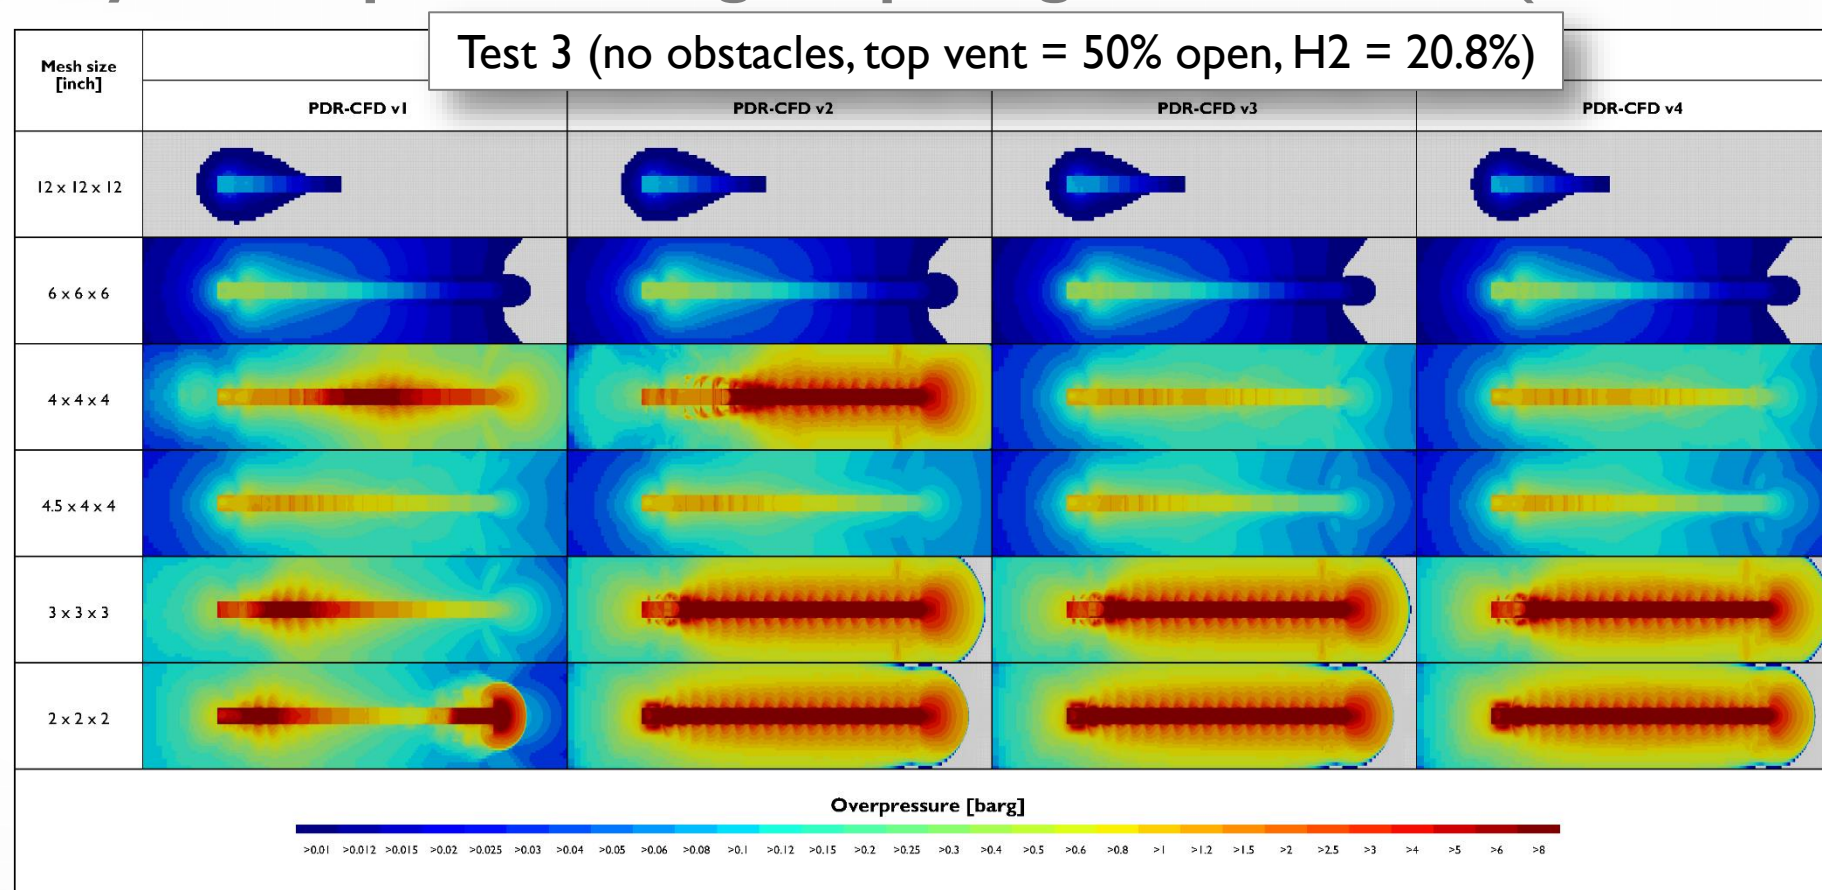 Test 3 (no obstacles, top vent = 50% open, H2 = 20.8%)
Mesh size
[inch]
PDR-CFD v1 PDR-CFD v2 PDR-CFD v3 PDR-CFD v4
12 x 12 x 12
6 x 6 x 6
4 x 4 x 4
4.5 x 4 x 4
3 x 3 x 3
2 x 2 x 2
Overpressure [barg]
>0.01 >0.012 >0.015 >0.02 >0.025 >0.03 >0.04 >0.05 >0.06 >0.08 >0.1 >0.12 >0.15 >0.2 >0.25 >0.3 >0.4 >0.5 >0.6 >0.8 >1 >1.2 >1.5 >2 >2.5 >3 >4 >5 >6 >8